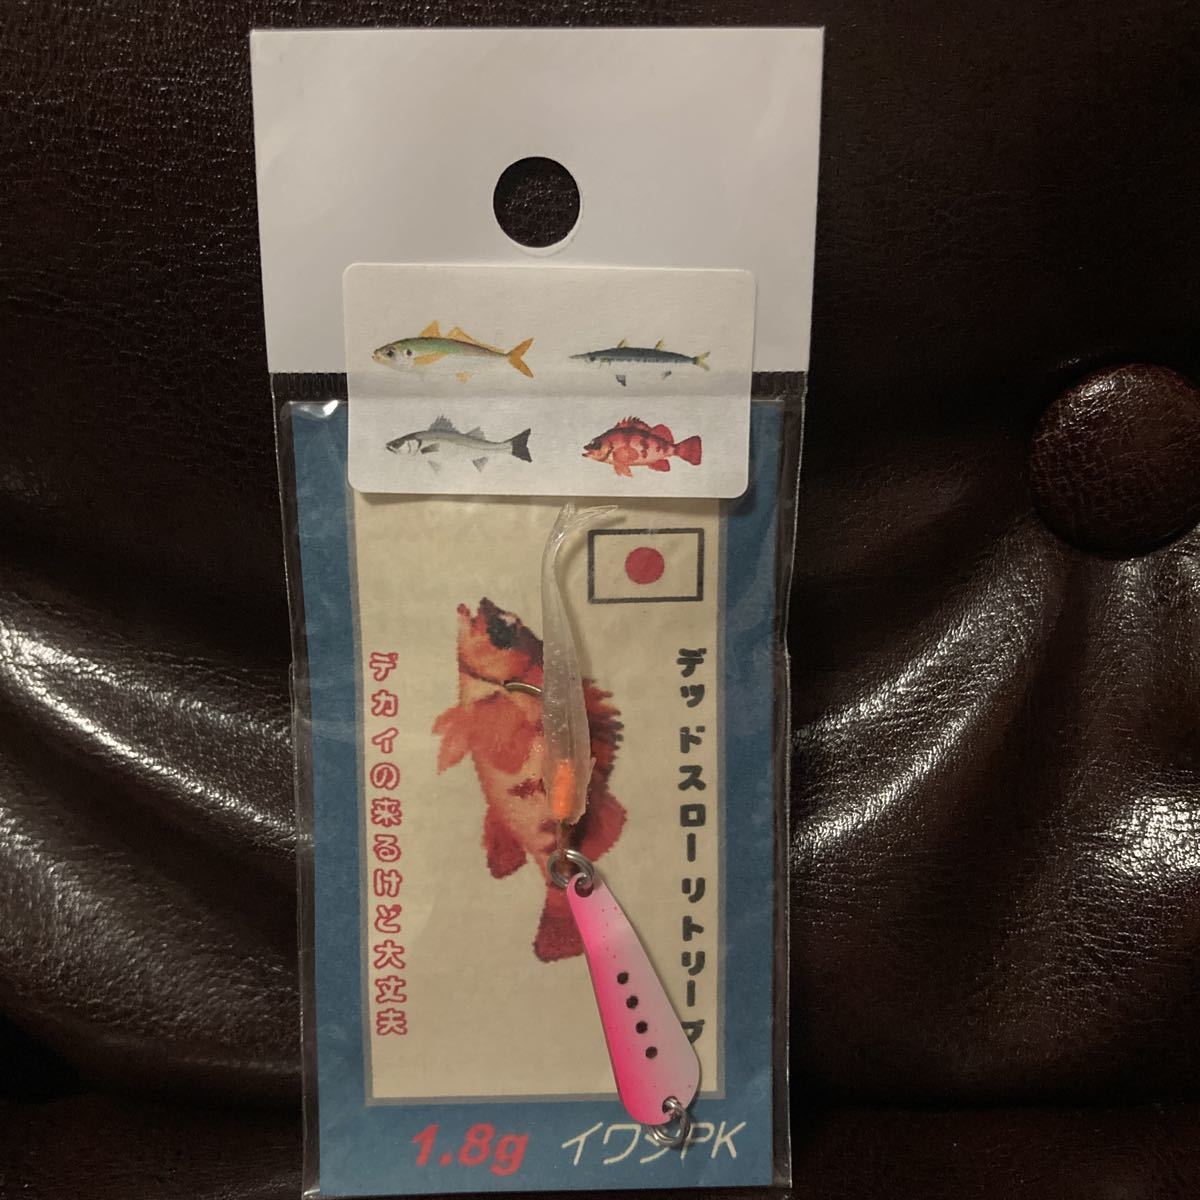 デッドスローリトリーブ
デカイの来るけど大丈夫
1.8g イワシPK